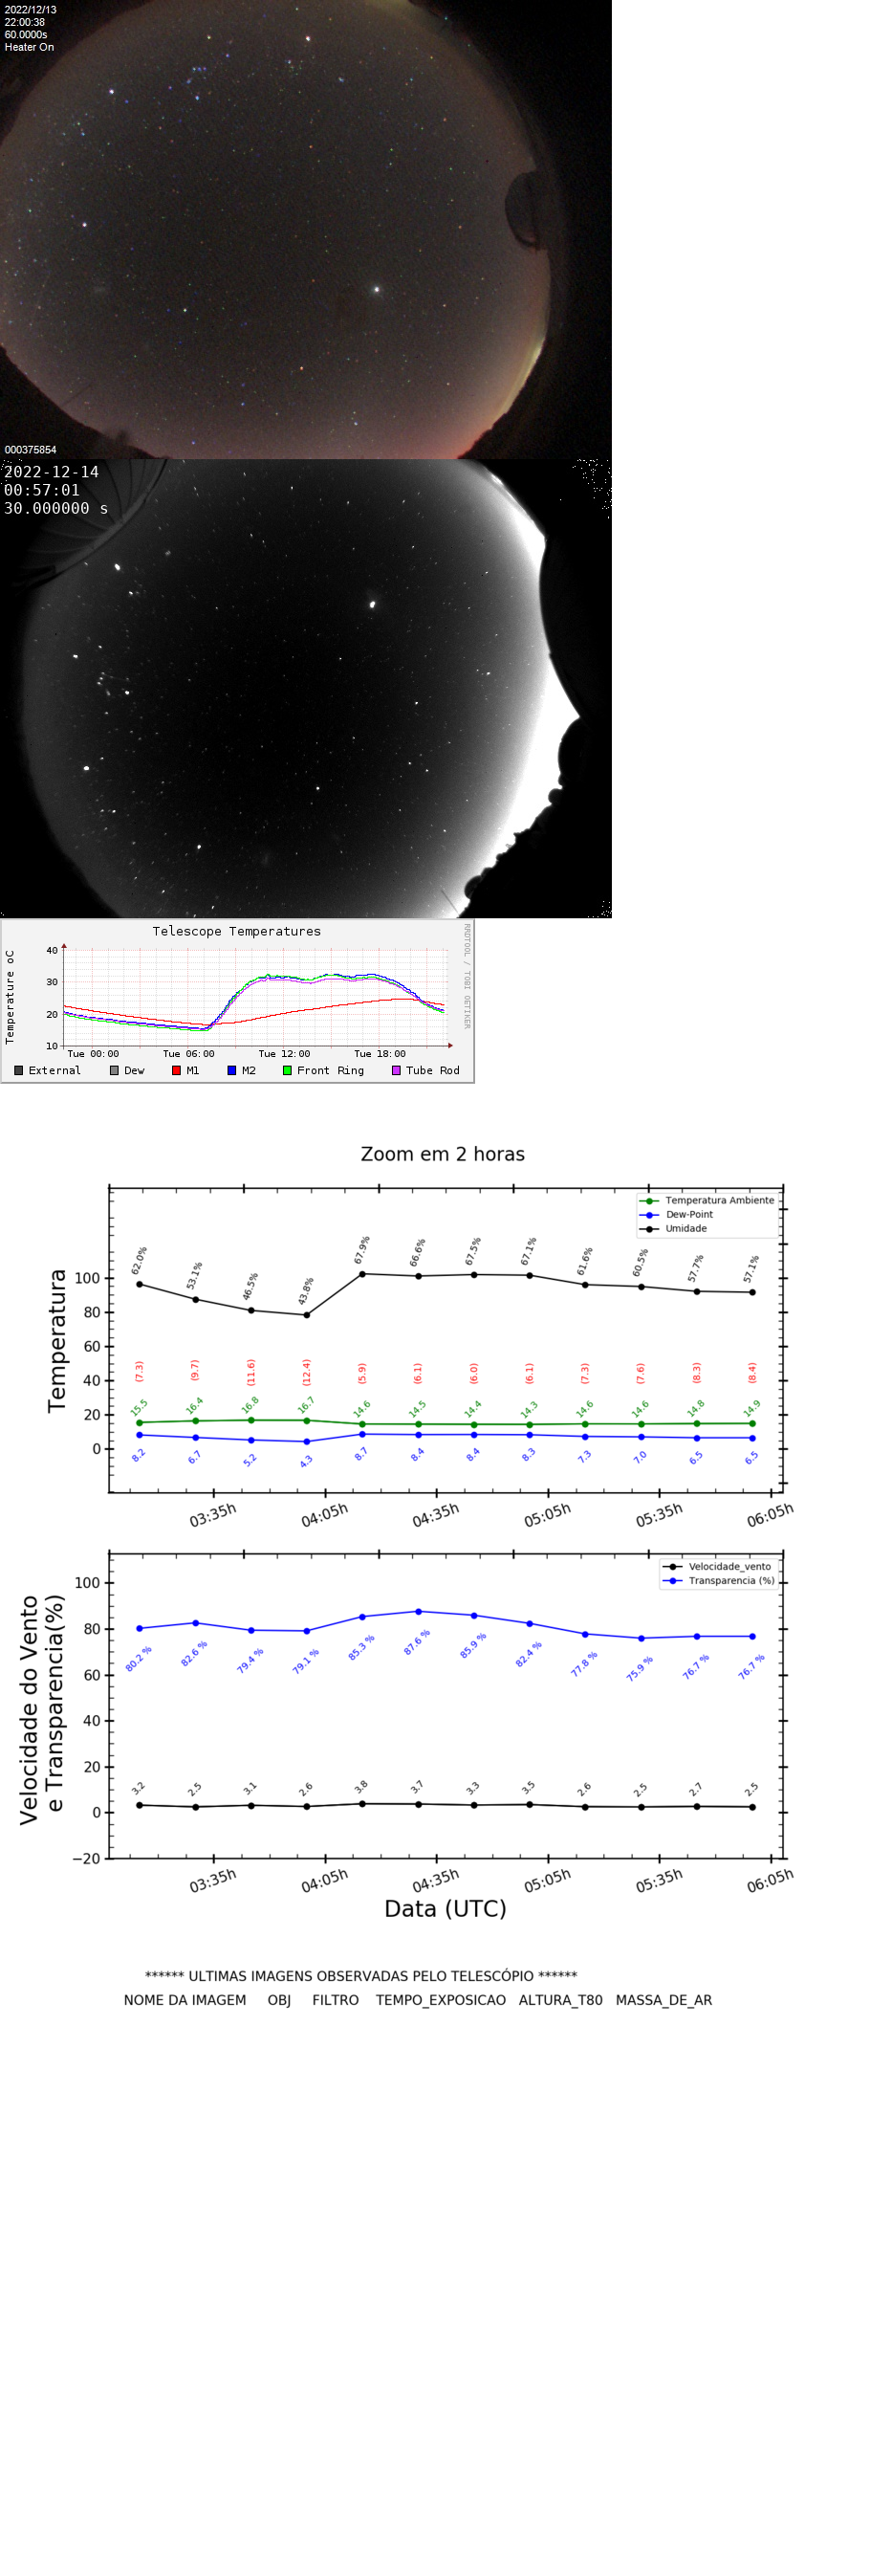 2022/12/13
22:00:38
60.0000s
Heater On
000375854
2022-12-14
00:57:01
30.000000 s
Telescope Temperatures
RRDTOOL / TOBI OETIKER
Temperature oC
40
30
20
10
Tue 00:00 Tue 06:00 Tue 12:00 Tue 18:00
External Dew M1 M2 Front Ring Tube Rod
Zoom em 2 horas
Temperatura Ambiente
Dew-Point
Umidade
Temperatura
100
80
60
40
20
0
62.0% 53.1% 46.5% 43.8% 67.9% 66.6% 67.5% 67.1% 61.6% 60.5% 57.7% 57.1%
(7.3) (9.7) (11.6) (12.4) (5.9) (6.1) (6.0) (6.1) (7.3) (7.6) (8.3) (8.4)
15.5 16.4 16.8 16.7 14.6 14.5 14.4 14.3 14.6 14.6 14.8 14.9
8.2 6.7 5.2 4.3 8.7 8.4 8.4 8.3 7.3 7.0 6.5 6.5
03:35h 04:05h 04:35h 05:05h 05:35h 06:05h
Velocidade_vento
Transparencia (%)
Velocidade do Vento
e Transparencia(%)
100
80
60
40
20
0
−20
80.2 % 82.6 % 79.4 % 79.1 % 85.3 % 87.6 % 85.9 % 82.4 % 77.8 % 75.9 % 76.7 % 76.7 %
3.2 2.5 3.1 2.6 3.8 3.7 3.3 3.5 2.6 2.5 2.7 2.5
03:35h 04:05h 04:35h 05:05h 05:35h 06:05h
Data (UTC)
****** ULTIMAS IMAGENS OBSERVADAS PELO TELESCÓPIO ******
NOME DA IMAGEM OBJ FILTRO TEMPO_EXPOSICAO ALTURA_T80 MASSA_DE_AR